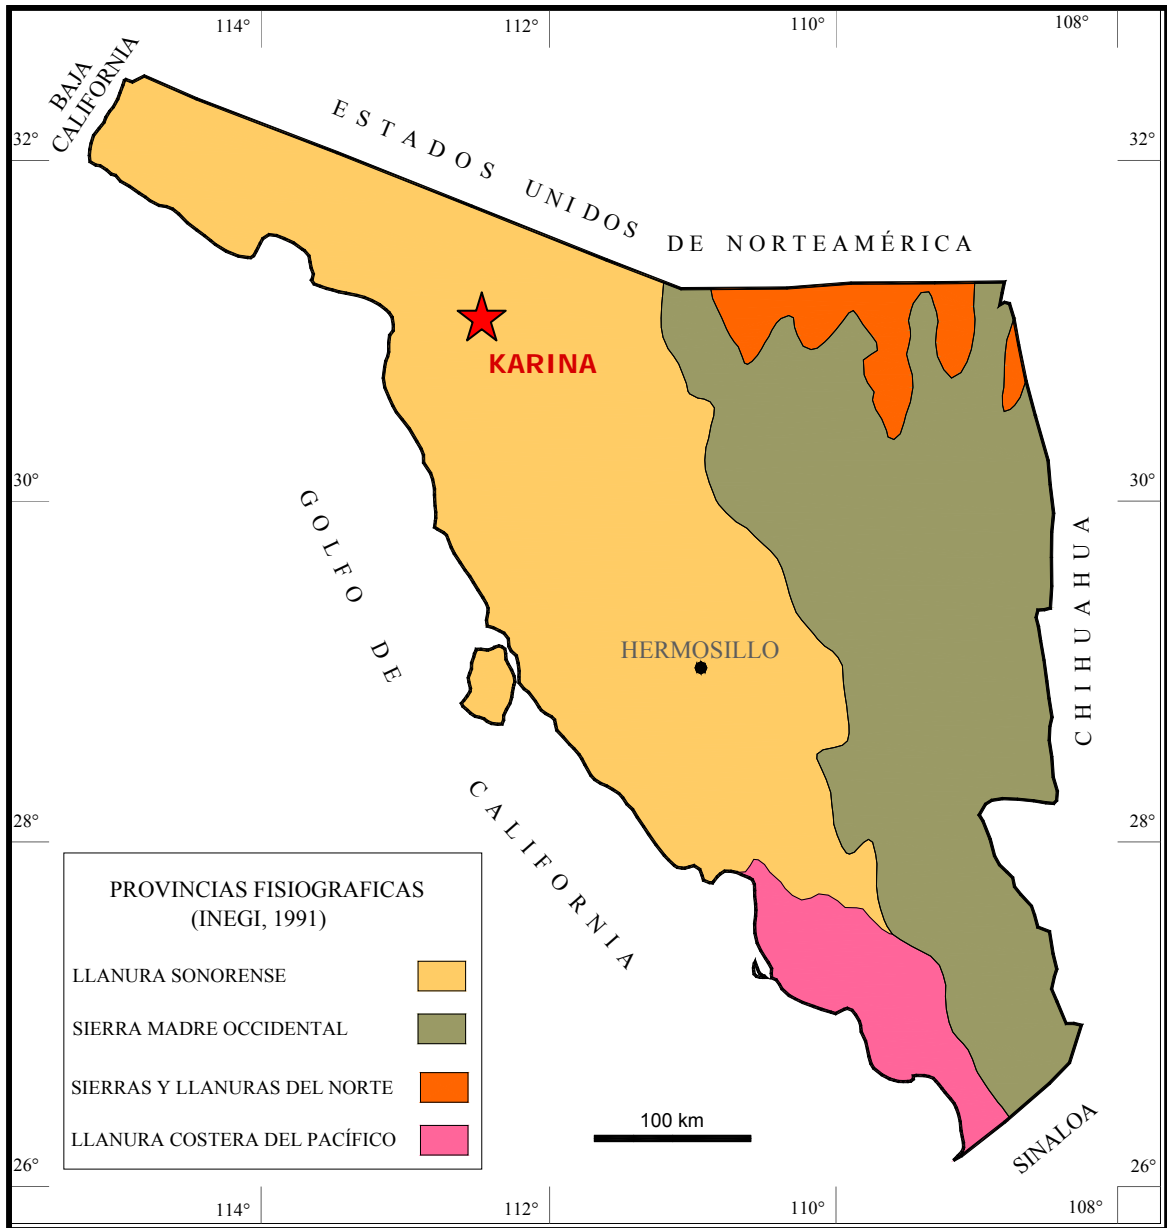 114°
112°
110°
108°
BAJA
CALIFORNIA
ESTADOS UNIDOS DE NORTEAMÉRICA
32°
32°
KARINA
30°
30°
GOLFO DE CALIFORNIA
CHIHUAHUA
HERMOSILLO
28°
28°
PROVINCIAS FISIOGRAFICAS
(INEGI, 1991)
LLANURA SONORENSE
SIERRA MADRE OCCIDENTAL
SIERRAS Y LLANURAS DEL NORTE
LLANURA COSTERA DEL PACÍFICO
100 km
SINALOA
26°
26°
114°
112°
110°
108°